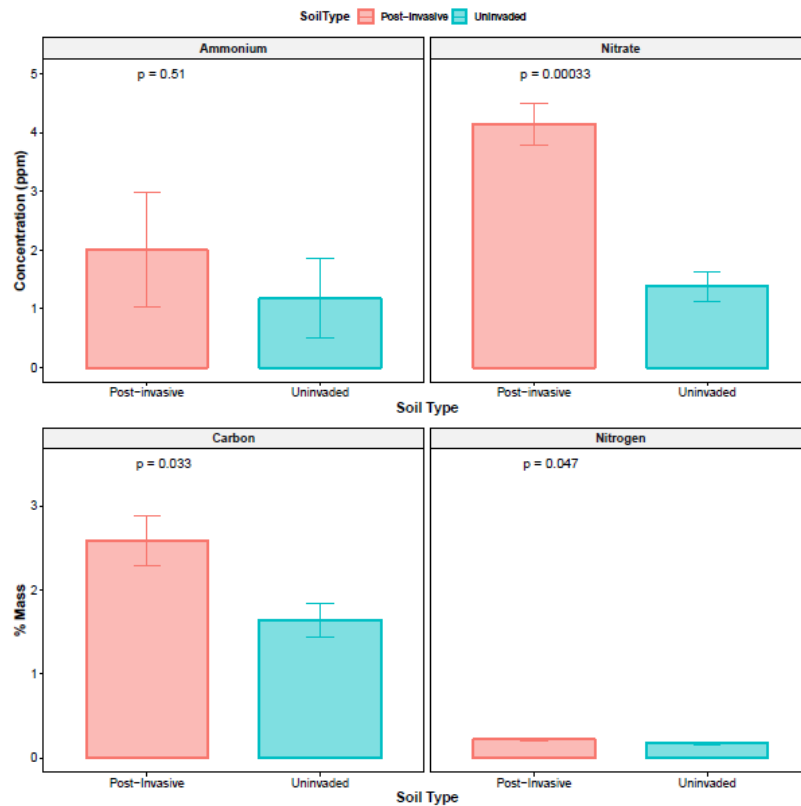 SoilType Post-Invasive Uninvaded
Ammonium Nitrate
p = 0.51 p = 0.00033
5
4
3
2
1
0
Concentration (ppm)
Post-invasive Uninvaded Post-invasive Uninvaded
Soil Type
Carbon Nitrogen
p = 0.033 p = 0.047
3
2
1
0
% Mass
Post-Invasive Uninvaded Post-Invasive Uninvaded
Soil Type